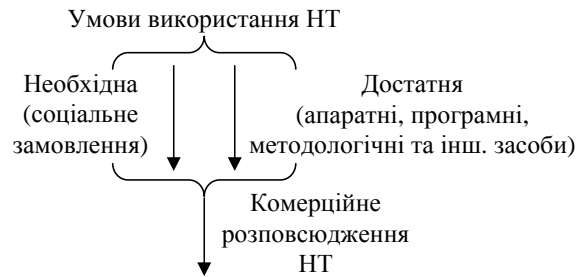 Умови використання НТ
Необхідна
(соціальне
замовлення)
Достатня
(апаратні, програмні,
методологічні та інш. засоби)
Комерційне
розповсюдження
НТ